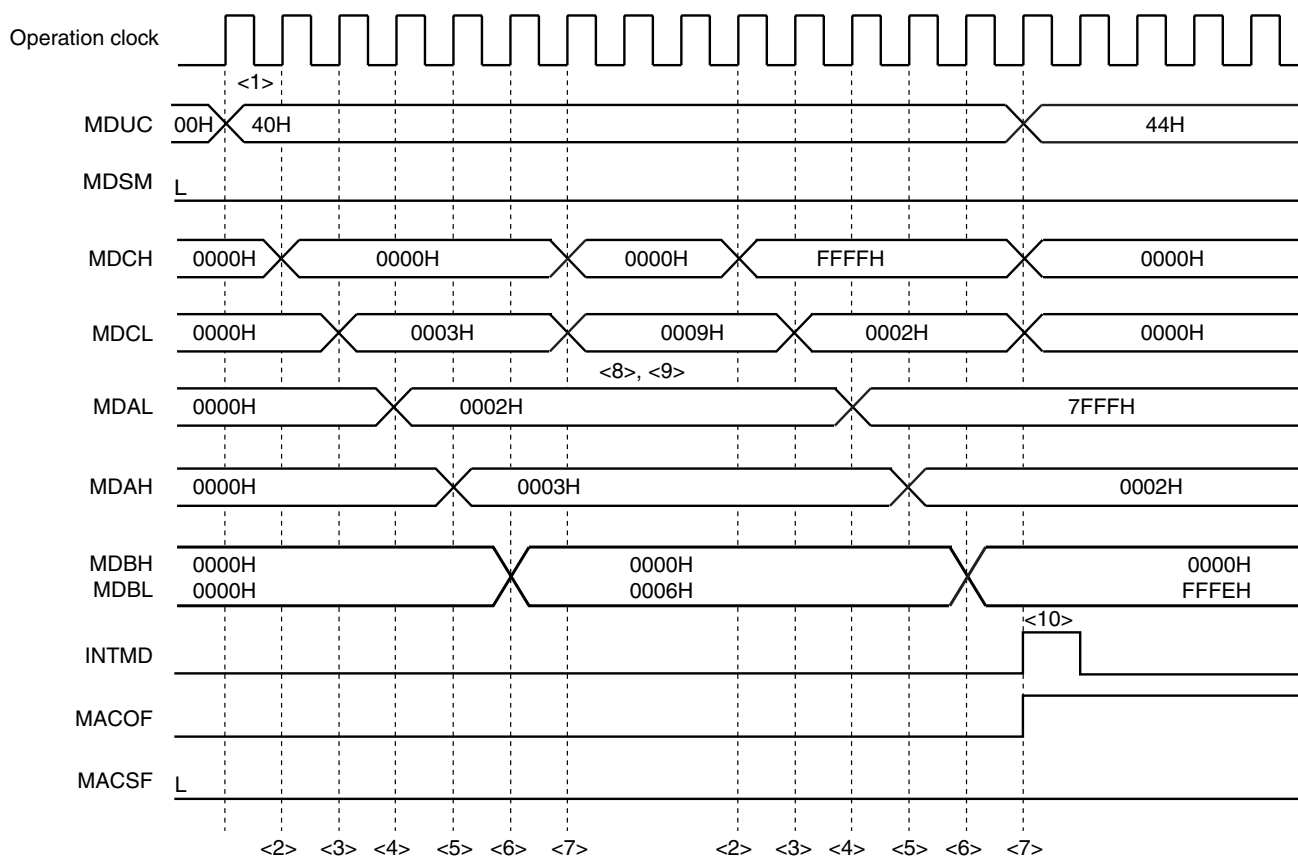 Operation clock
<1>
MDUC 00H 40H 44H
MDSM L
MDCH 0000H 0000H 0000H FFFFH 0000H
MDCL 0000H 0003H 0009H 0002H 0000H
<8>, <9>
MDAL 0000H 0002H 7FFFH
MDAH 0000H 0003H 0002H
MDBH 0000H 0000H 0000H
MDBL 0000H 0006H FFFEH
<10>
INTMD
MACOF
MACSF L
<2> <3> <4> <5> <6> <7> <2> <3> <4> <5> <6> <7>